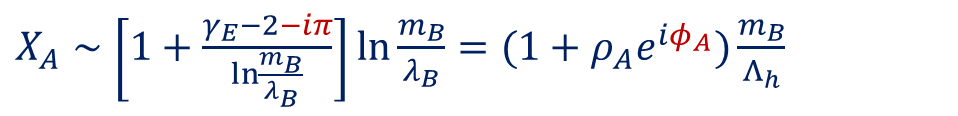 X_A ~ [1 + (γ_E−2−iπ)/(ln m_B/λ_B)] ln m_B/λ_B = (1 + ρ_A e^{iϕ_A}) m_B/Λ_h